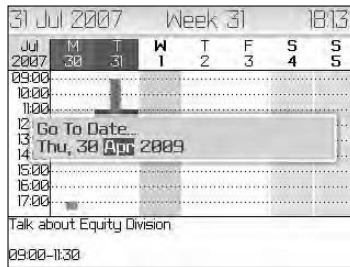 31 Jul 2007 Week 31 18:13
Jul M T W T F S S
2007 30 31 1 2 3 4 5
09:00
10:00
11:00
12
13
14
Go To Date...
Thu, 30 Apr 2009
15:00
16:00
17:00
Talk about Equity Division
09:00-11:30